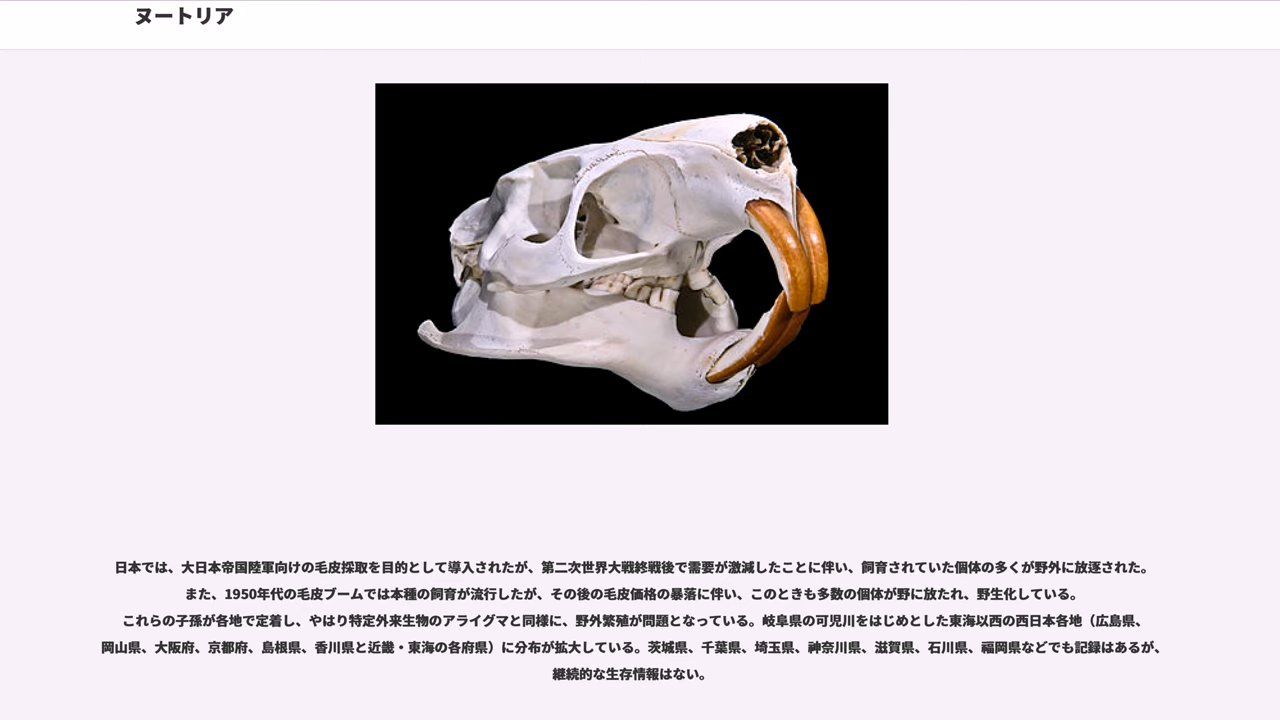 ヌートリア
日本では、大日本帝国陸軍向けの毛皮採取を目的として導入されたが、第二次世界大戦終戦後で需要が激減したことに伴い、飼育されていた個体の多くが野外に放逐された。
また、1950年代の毛皮ブームでは本種の飼育が流行したが、その後の毛皮価格の暴落に伴い、このときも多数の個体が野に放たれ、野生化している。
これらの子孫が各地で定着し、やはり特定外来生物のアライグマと同様に、野外繁殖が問題となっている。岐阜県の可児川をはじめとした東海以西の西日本各地（広島県、
岡山県、大阪府、京都府、島根県、香川県と近畿・東海の各府県）に分布が拡大している。茨城県、千葉県、埼玉県、神奈川県、滋賀県、石川県、福岡県などでも記録はあるが、
継続的な生存情報はない。